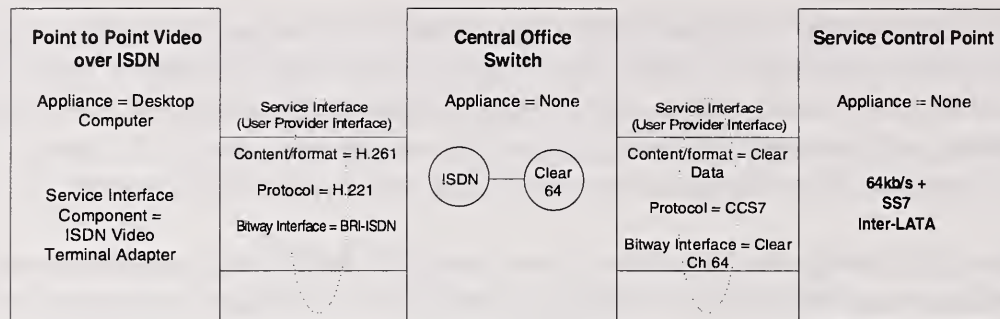 Point to Point Video
over ISDN
Appliance = Desktop
Computer
Service Interface
Component =
ISDN Video
Terminal Adapter
Service Interface
(User Provider Interface)
Content/format = H.261
Protocol = H.221
Bitway Interface = BRI-ISDN
Central Office
Switch
Appliance = None
ISDN
Clear
64
Service Interface
(User Provider Interface)
Content/format = Clear
Data
Protocol = CCS7
Bitway Interface = Clear
Ch 64
Service Control Point
Appliance = None
64kb/s +
SS7
Inter-LATA